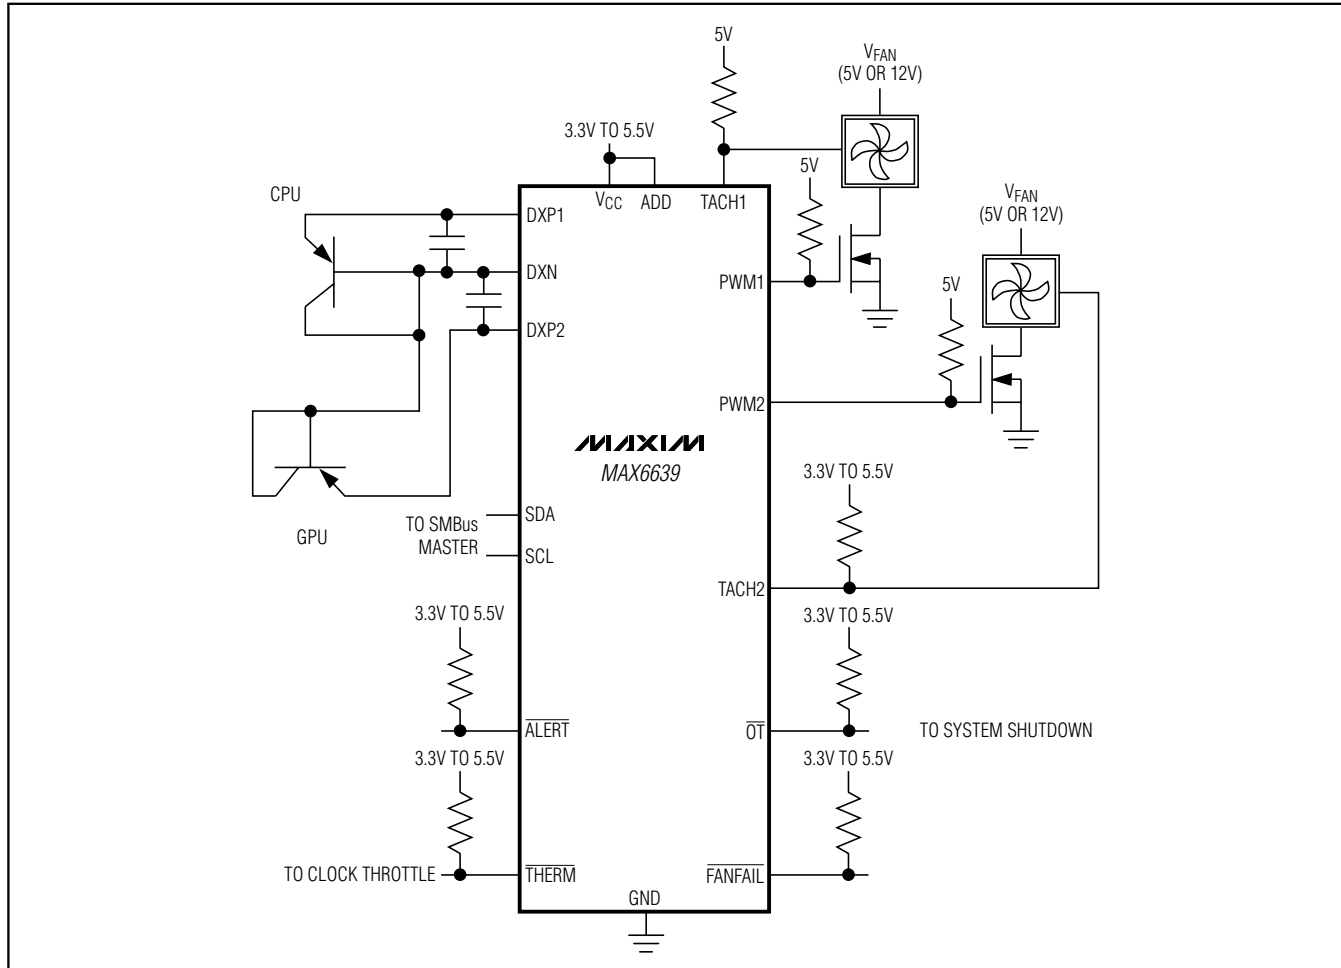 5V
V_FAN
(5V OR 12V)
3.3V TO 5.5V
5V
CPU
V_CC
ADD
TACH1
V_FAN
(5V OR 12V)
DXP1
DXN
PWM1
5V
DXP2
PWM2
MAXIM
MAX6639
3.3V TO 5.5V
SDA
TO SMBus
MASTER
GPU
SCL
TACH2
3.3V TO 5.5V
3.3V TO 5.5V
ALERT
OT
TO SYSTEM SHUTDOWN
3.3V TO 5.5V
3.3V TO 5.5V
TO CLOCK THROTTLE
THERM
FANFAIL
GND